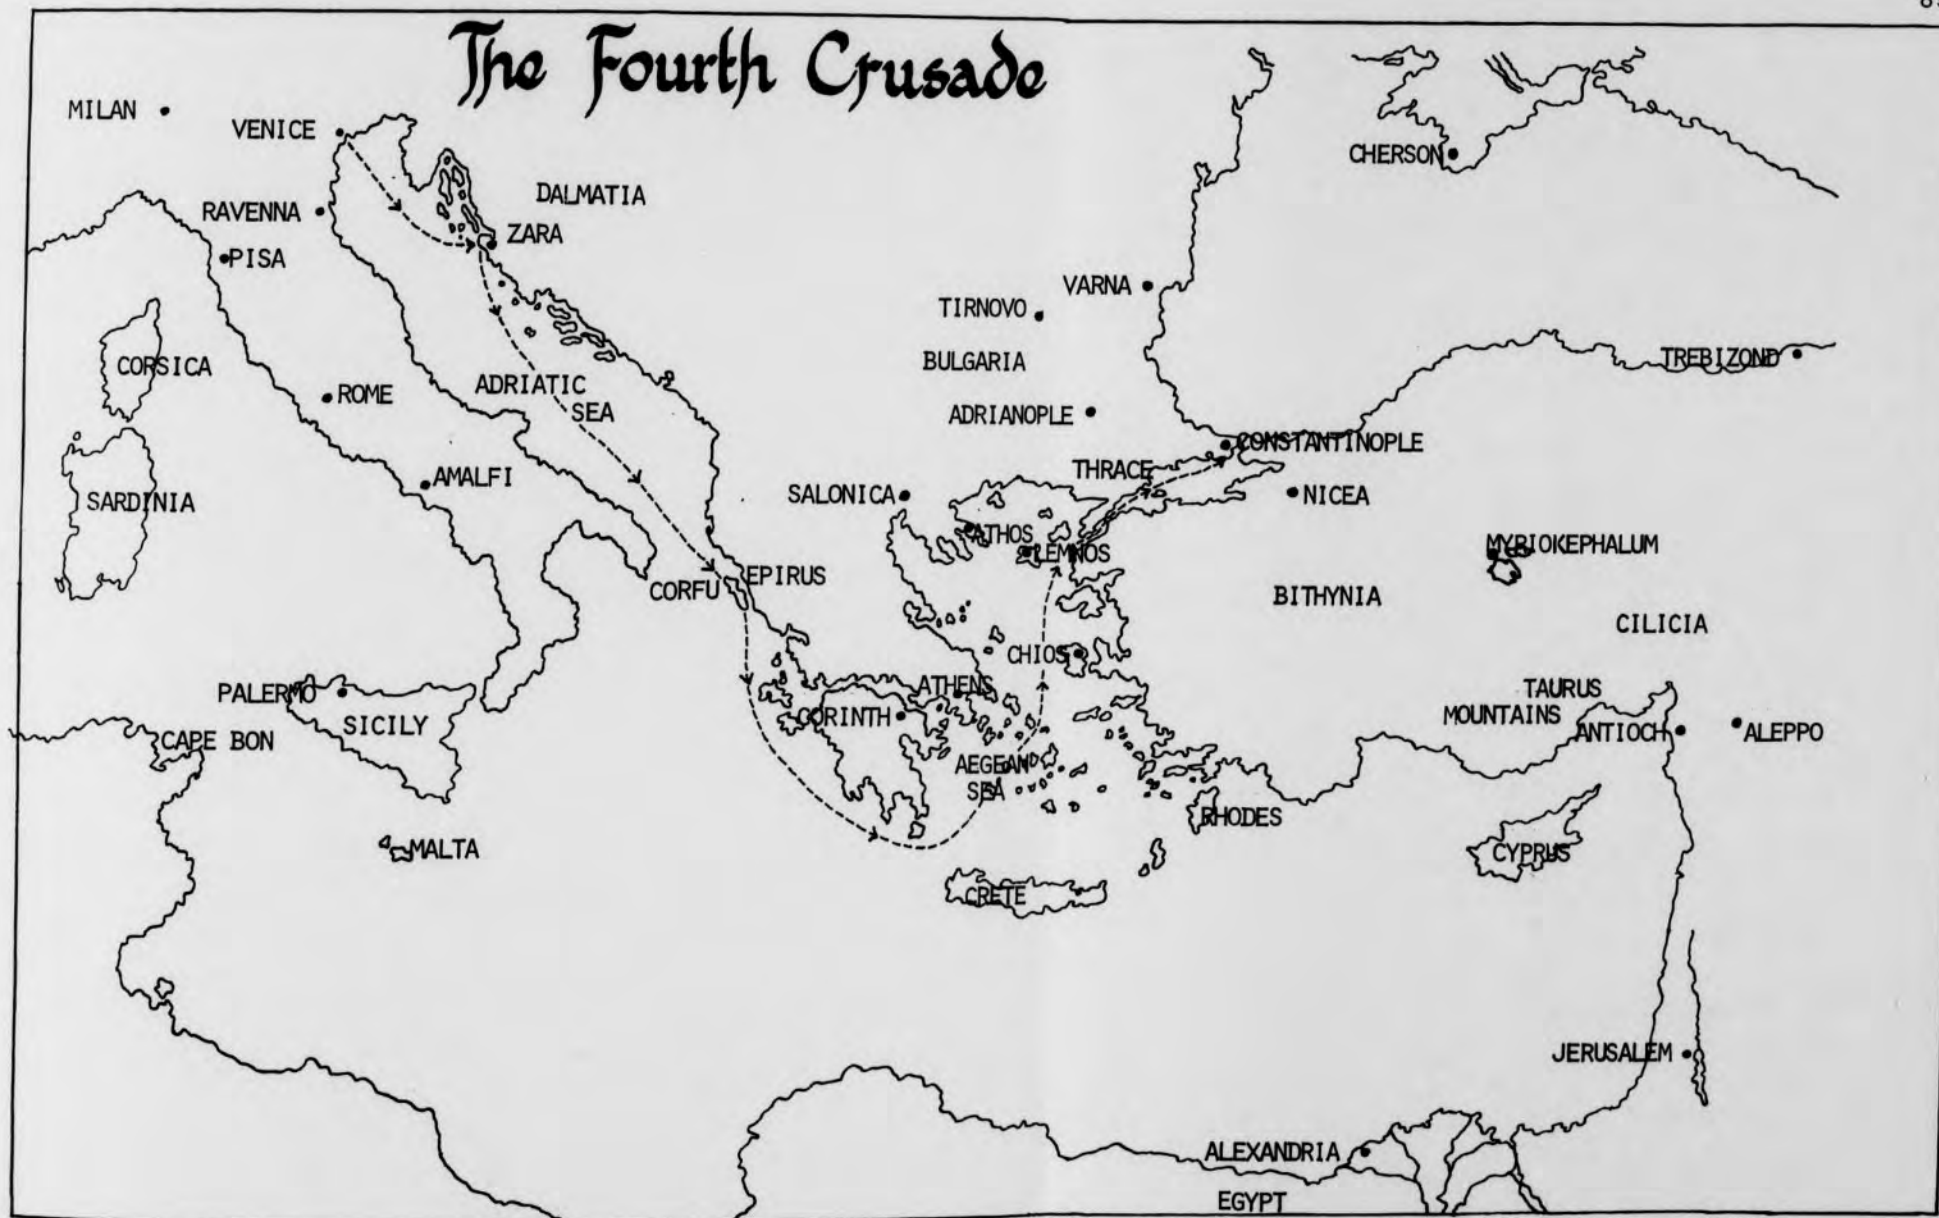 The Fourth Crusade
MILAN
VENICE
CHERSON
DALMATIA
RAVENNA
ZARA
PISA
VARNA
TIRNOVO
CORSICA
BULGARIA
TREBIZOND
ADRIATIC
SEA
ROME
ADRIANOPLE
CONSTANTINOPLE
THRACE
AMALFI
SALONICA
NICEA
SARDINIA
ATHOS
LEMNOS
MYRIOKEPHALUM
EPIRUS
CORFU
BITHYNIA
CILICIA
CHIOS
PALERMO
ATHENS
TAURUS
MOUNTAINS
SICILY
CORINTH
ANTIOCH
ALEPPO
CAPE BON
AEGEAN
SEA
RHODES
MALTA
CYPRUS
CRETE
JERUSALEM
ALEXANDRIA
EGYPT